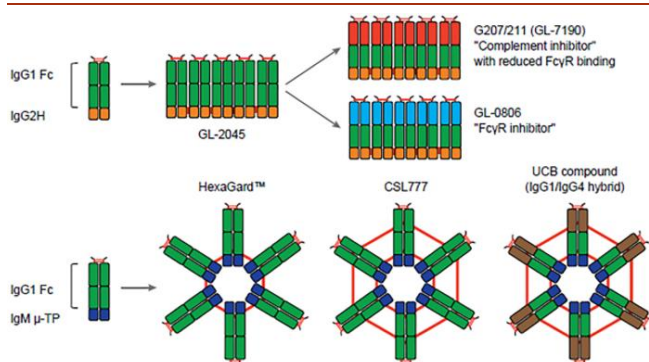 G207/211 (GL-7190)
"Complement inhibitor"
with reduced FcγR binding
IgG1 Fc
IgG2H
GL-2045
GL-0806
"FcγR inhibitor"
HexaGard™
CSL777
UCB compound
(IgG1/IgG4 hybrid)
IgG1 Fc
IgM µ-TP